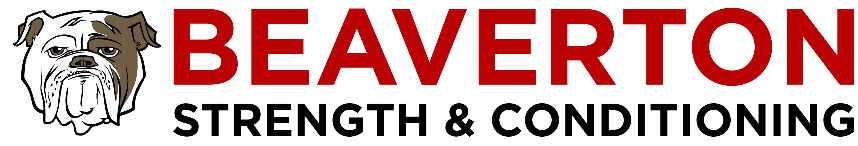 BEAVERTON
STRENGTH & CONDITIONING